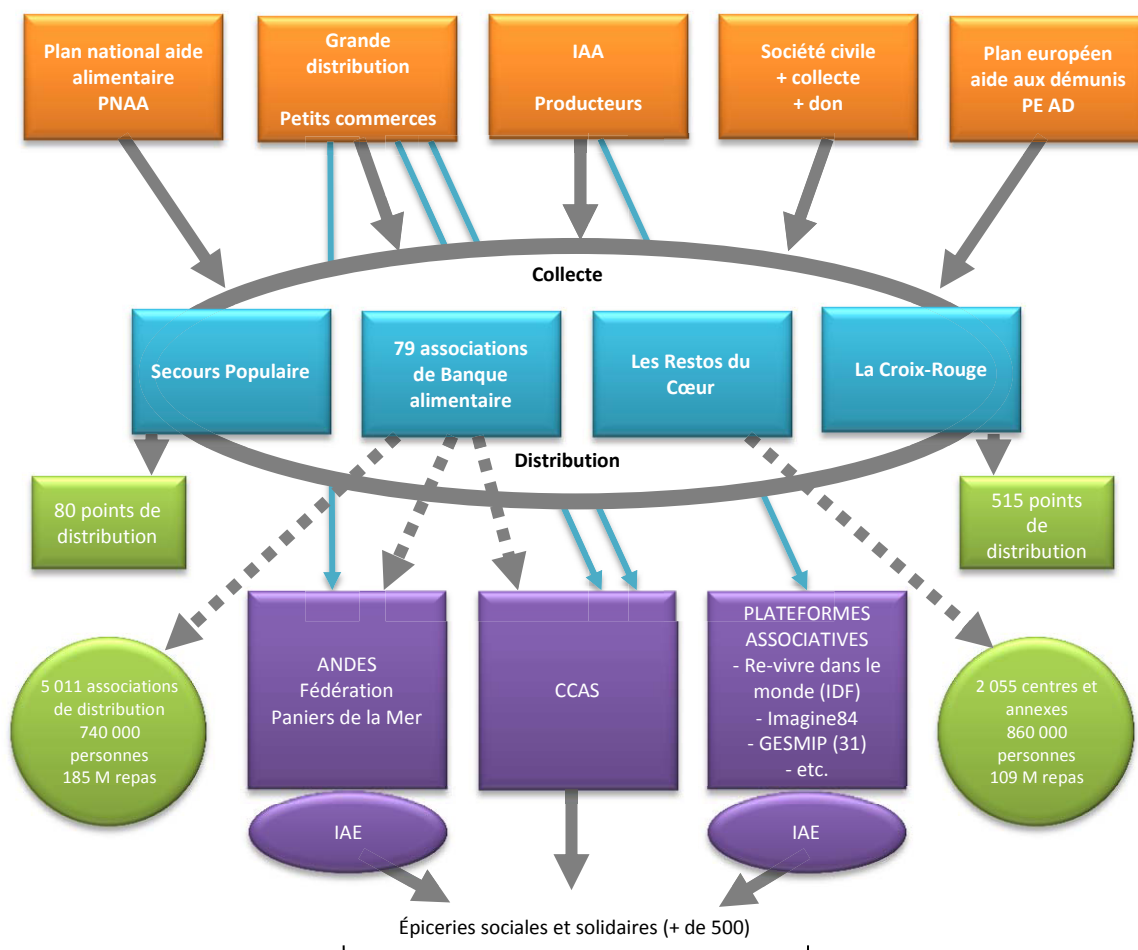 Plan national aide
alimentaire
PNAA
Grande
distribution
Petits commerces
IAA
Producteurs
Société civile
+ collecte
+ don
Plan européen
aide aux démunis
PE AD
Collecte
Secours Populaire
79 associations
de Banque
alimentaire
Les Restos du
Cœur
La Croix-Rouge
Distribution
80 points de
distribution
515 points
de
distribution
5 011 associations
de distribution
740 000
personnes
185 M repas
ANDES
Fédération
Paniers de la Mer
CCAS
PLATEFORMES
ASSOCIATIVES
- Re-vivre dans le
monde (IDF)
- Imagine84
- GESMIP (31)
- etc.
2 055 centres et
annexes
860 000
personnes
109 M repas
IAE
IAE
Épiceries sociales et solidaires (+ de 500)